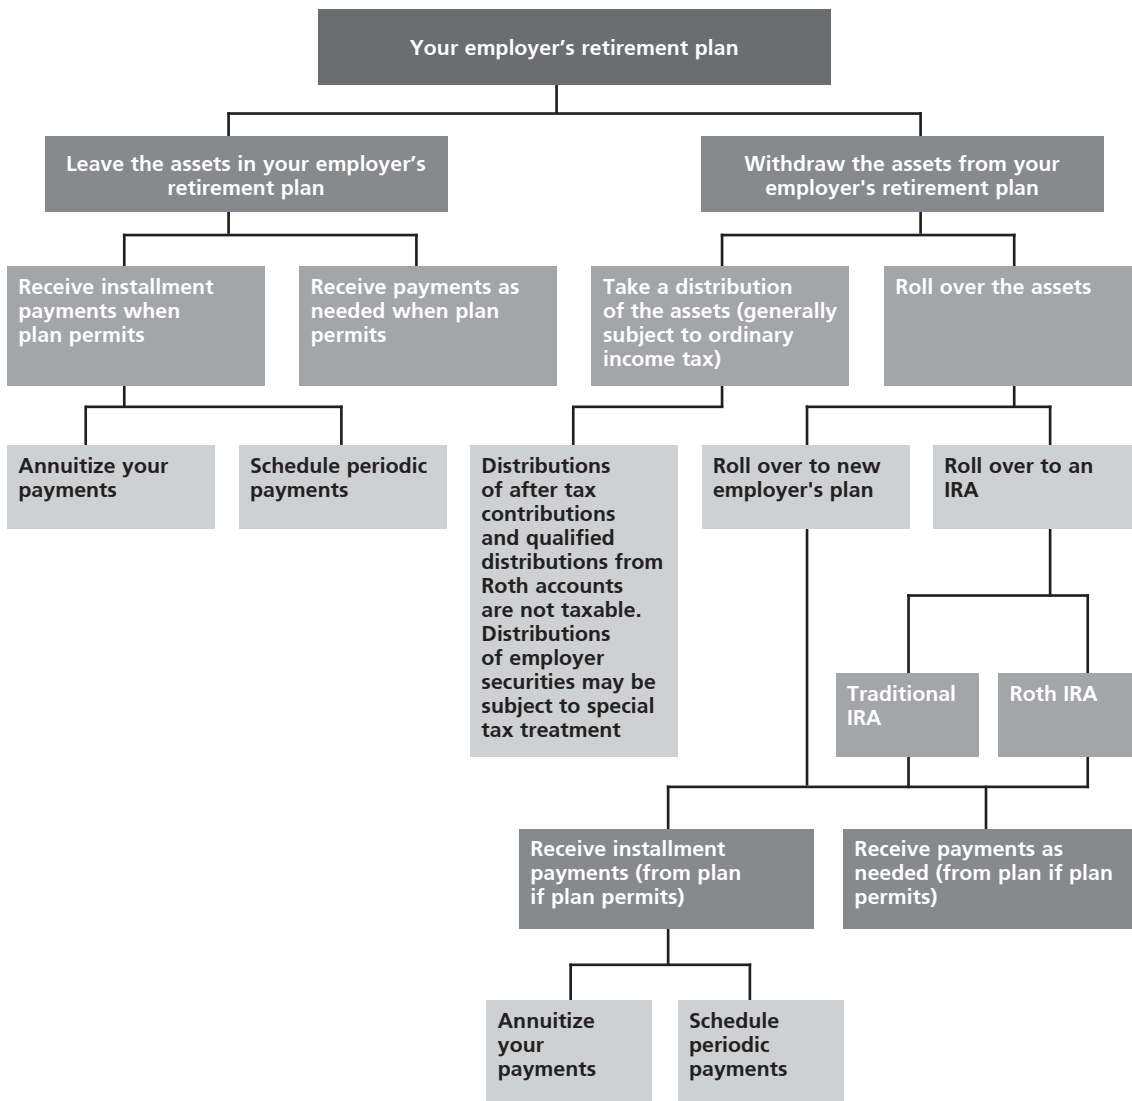 Your employer’s retirement plan
Leave the assets in your employer’s
retirement plan
Withdraw the assets from your
employer's retirement plan
Receive installment
payments when
plan permits
Receive payments as
needed when plan
permits
Take a distribution
of the assets (generally
subject to ordinary
income tax)
Roll over the assets
Annuitize your
payments
Schedule periodic
payments
Distributions
of after tax
contributions
and qualified
distributions from
Roth accounts
are not taxable.
Distributions
of employer
securities may be
subject to special
tax treatment
Roll over to new
employer's plan
Roll over to an
IRA
Traditional
IRA
Roth IRA
Receive installment
payments (from plan
if plan permits)
Receive payments as
needed (from plan if plan
permits)
Annuitize
your
payments
Schedule
periodic
payments